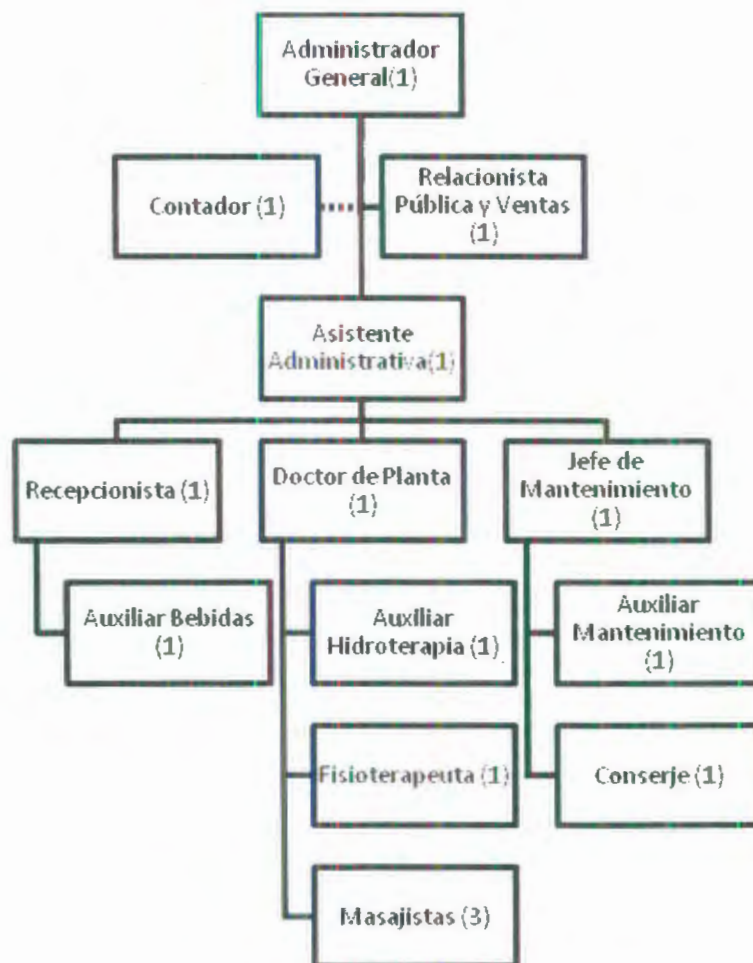 Administrador
General(1)
Contador (1)
Relacionista
Pública y Ventas
(1)
Asistente
Administrativa(1)
Recepcionista (1)
Doctor de Planta
(1)
Jefe de
Mantenimiento
(1)
Auxiliar Bebidas
(1)
Auxiliar
Hidroterapia (1)
Auxiliar
Mantenimiento
(1)
Fisioterapeuta (1)
Conserje (1)
Masajistas (3)